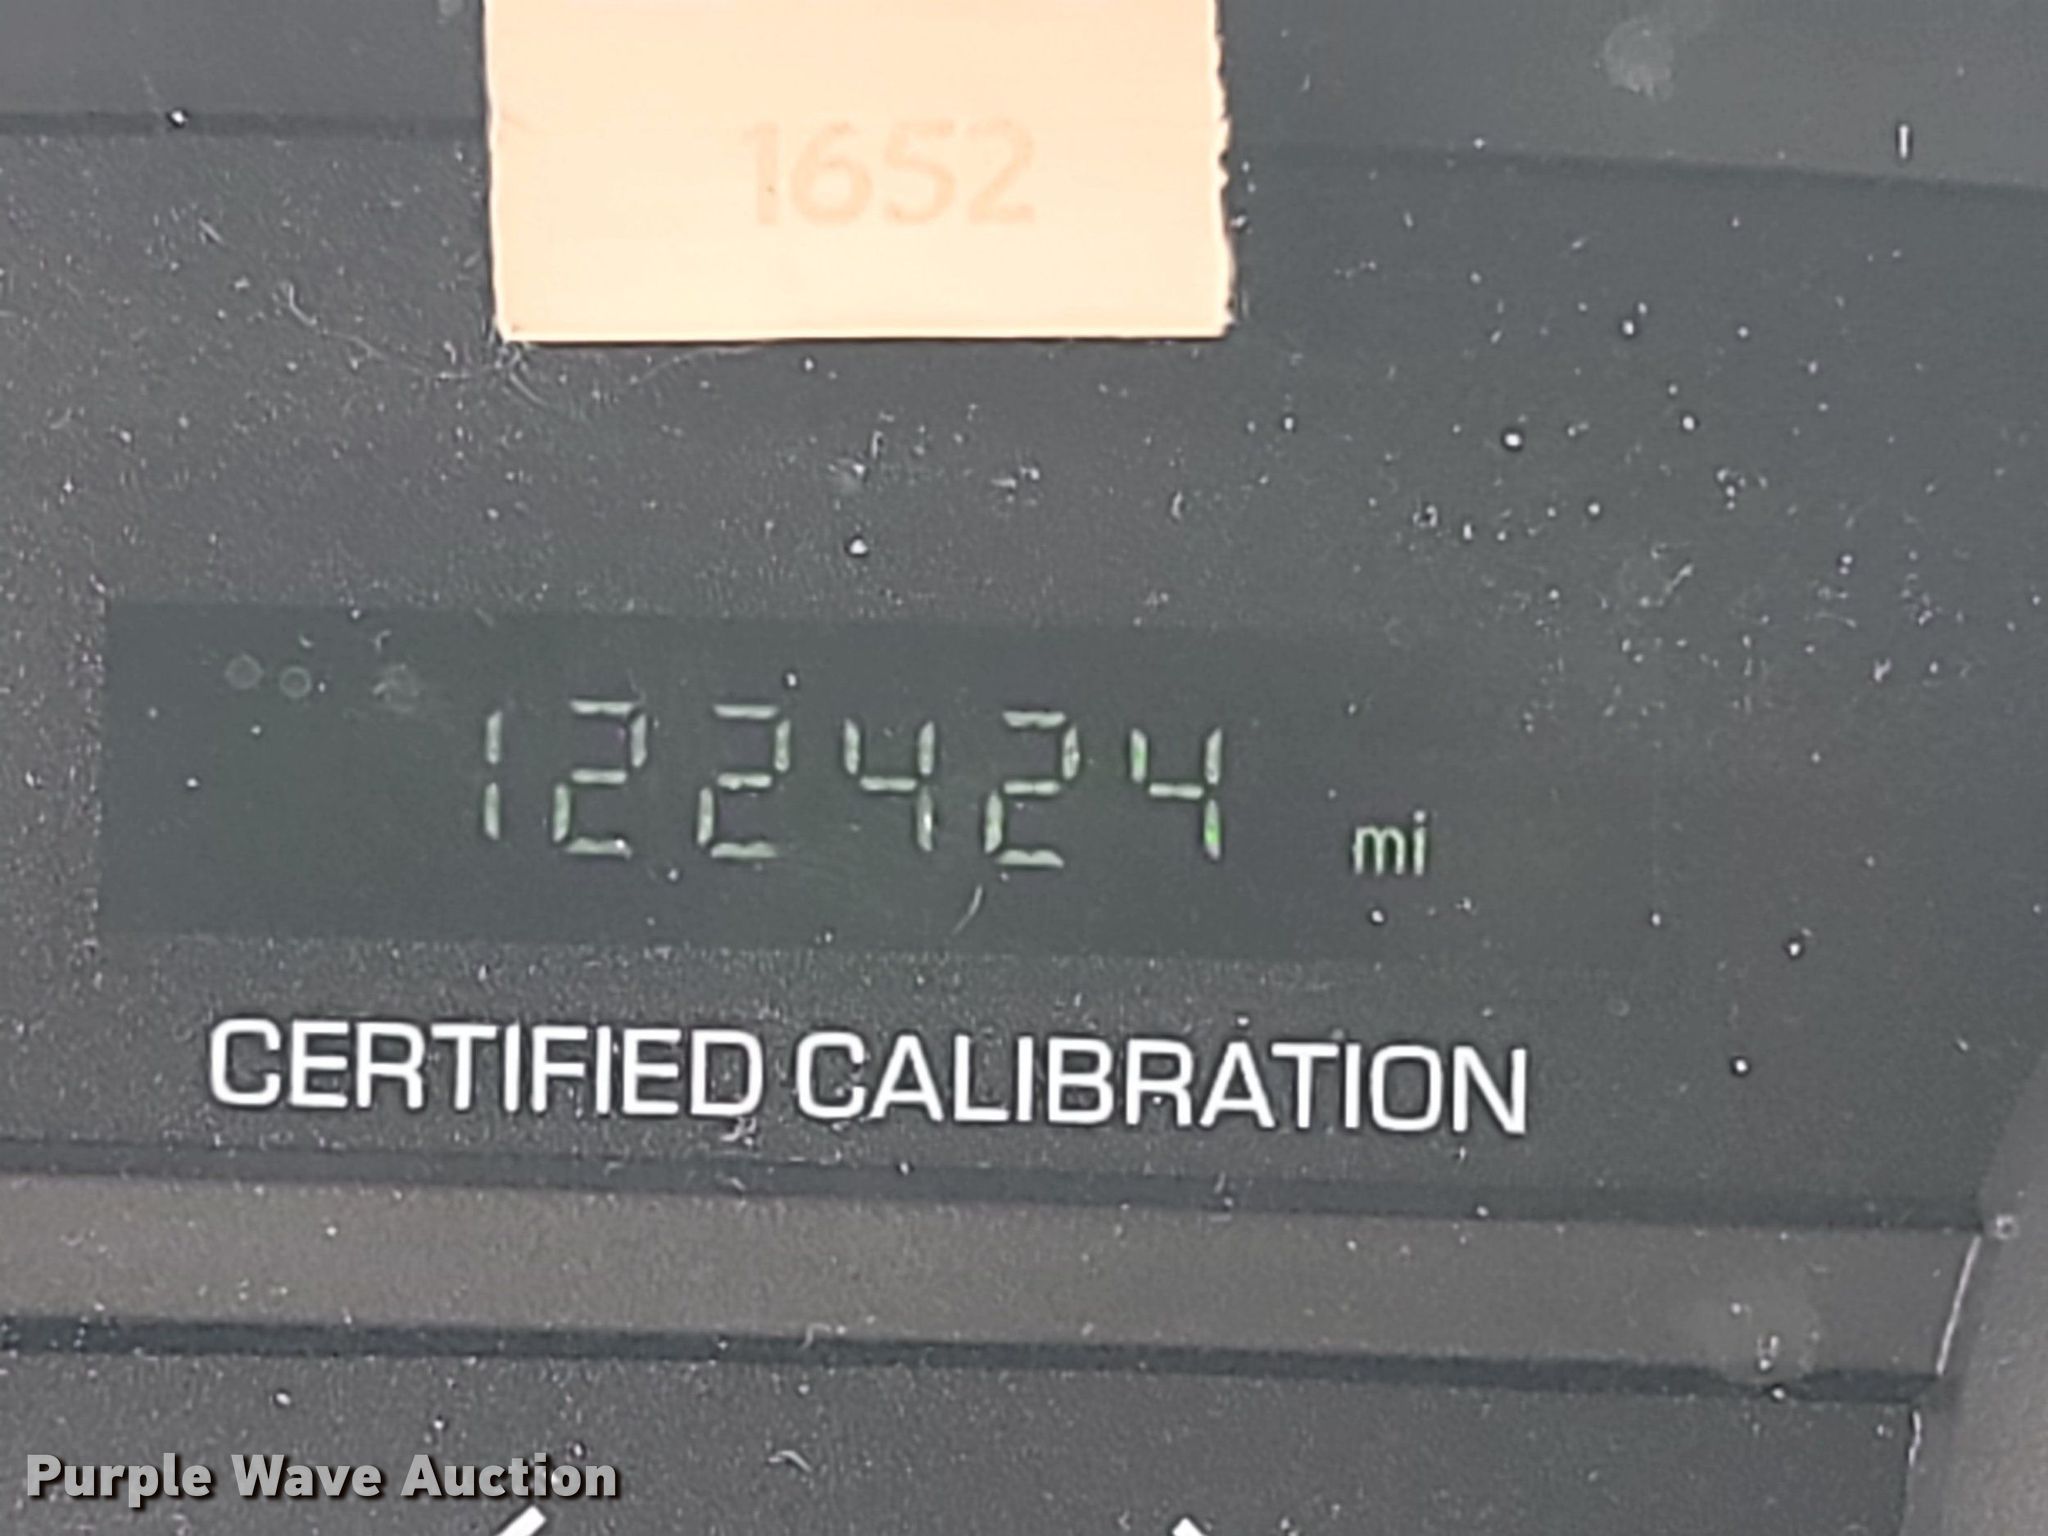 1652
122424 mi
CERTIFIED CALIBRATION
Purple Wave Auction